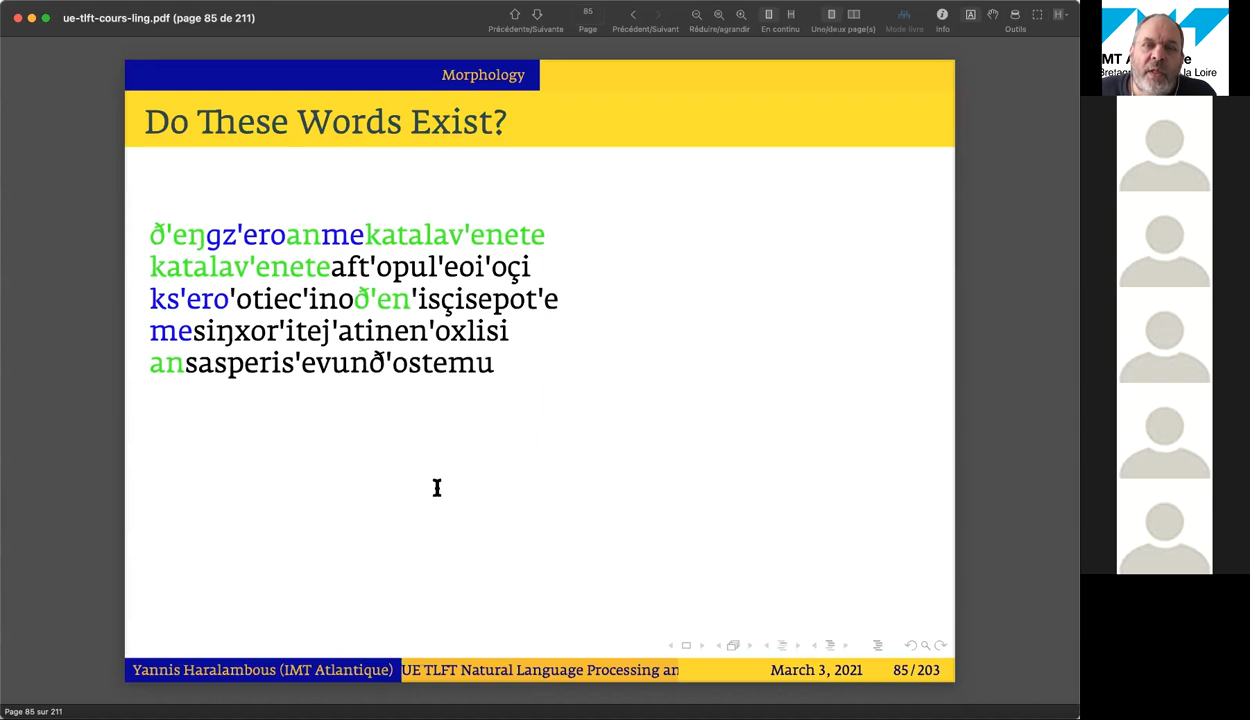 ue-tlft-cours-ling.pdf (page 85 de 211)
85
Précédente/Suivante
Page
Précédent/Suivant
Réduire/agrandir
En continu
Une/deux page(s)
Mode livre
Info
Outils
Morphology
Do These Words Exist?
ð'eŋgz'eroanmekatalav'enete
katalav'eneteaft'opul'eoi'oçi
ks'ero'otiec'inoð'en'isçisepot'e
mesiŋxor'itej'atinen'oxlisi
ansasperis'evunð'ostemu
Yannis Haralambous (IMT Atlantique)
UE TLFT Natural Language Processing an
March 3, 2021
85/203
Page 85 sur 211
la Loire